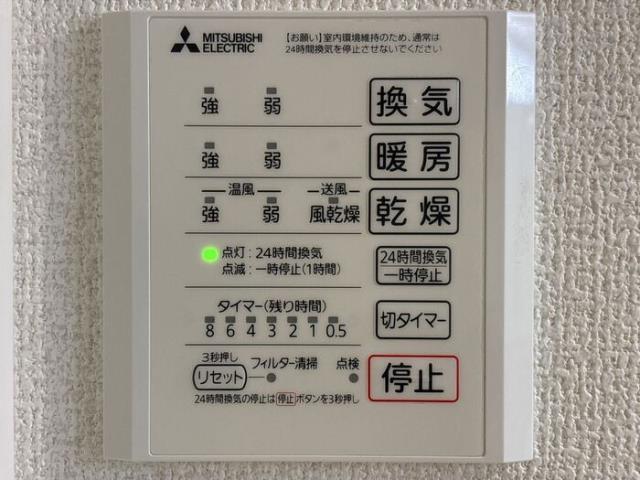 MITSUBISHI
ELECTRIC
【お願い】室内環境維持のため、通常は
24時間換気を停止させないでください
強 弱 換気
強 弱 暖房
温風 送風
強 弱 風乾燥 乾燥
点灯：24時間換気
点滅：一時停止(1時間)
24時間換気
一時停止
タイマー(残り時間)
8 6 4 3 2 1 0.5
切タイマー
3秒押し
リセット フィルター清掃 点検
停止
24時間換気の停止は停止ボタンを3秒押し